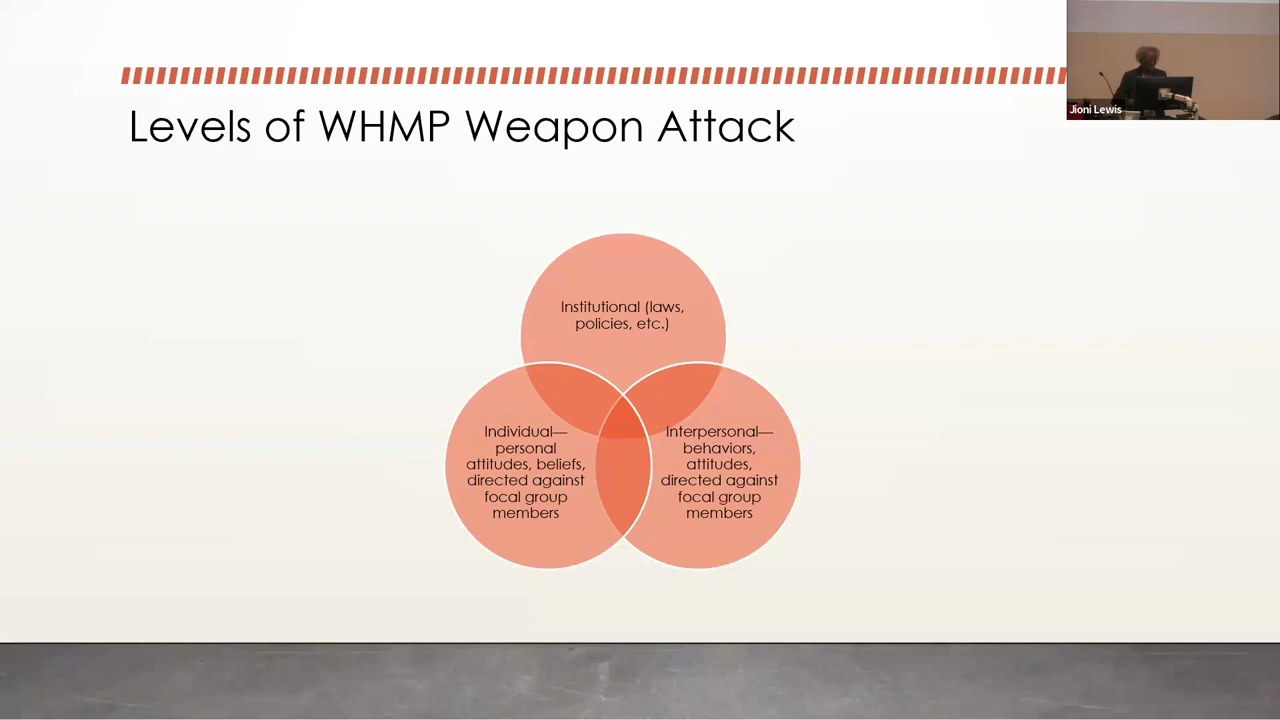 Jioni Lewis
Levels of WHMP Weapon Attack
Institutional (laws,
policies, etc.)
Individual—
personal
attitudes, beliefs,
directed against
focal group
members
Interpersonal—
behaviors,
attitudes,
directed against
focal group
members